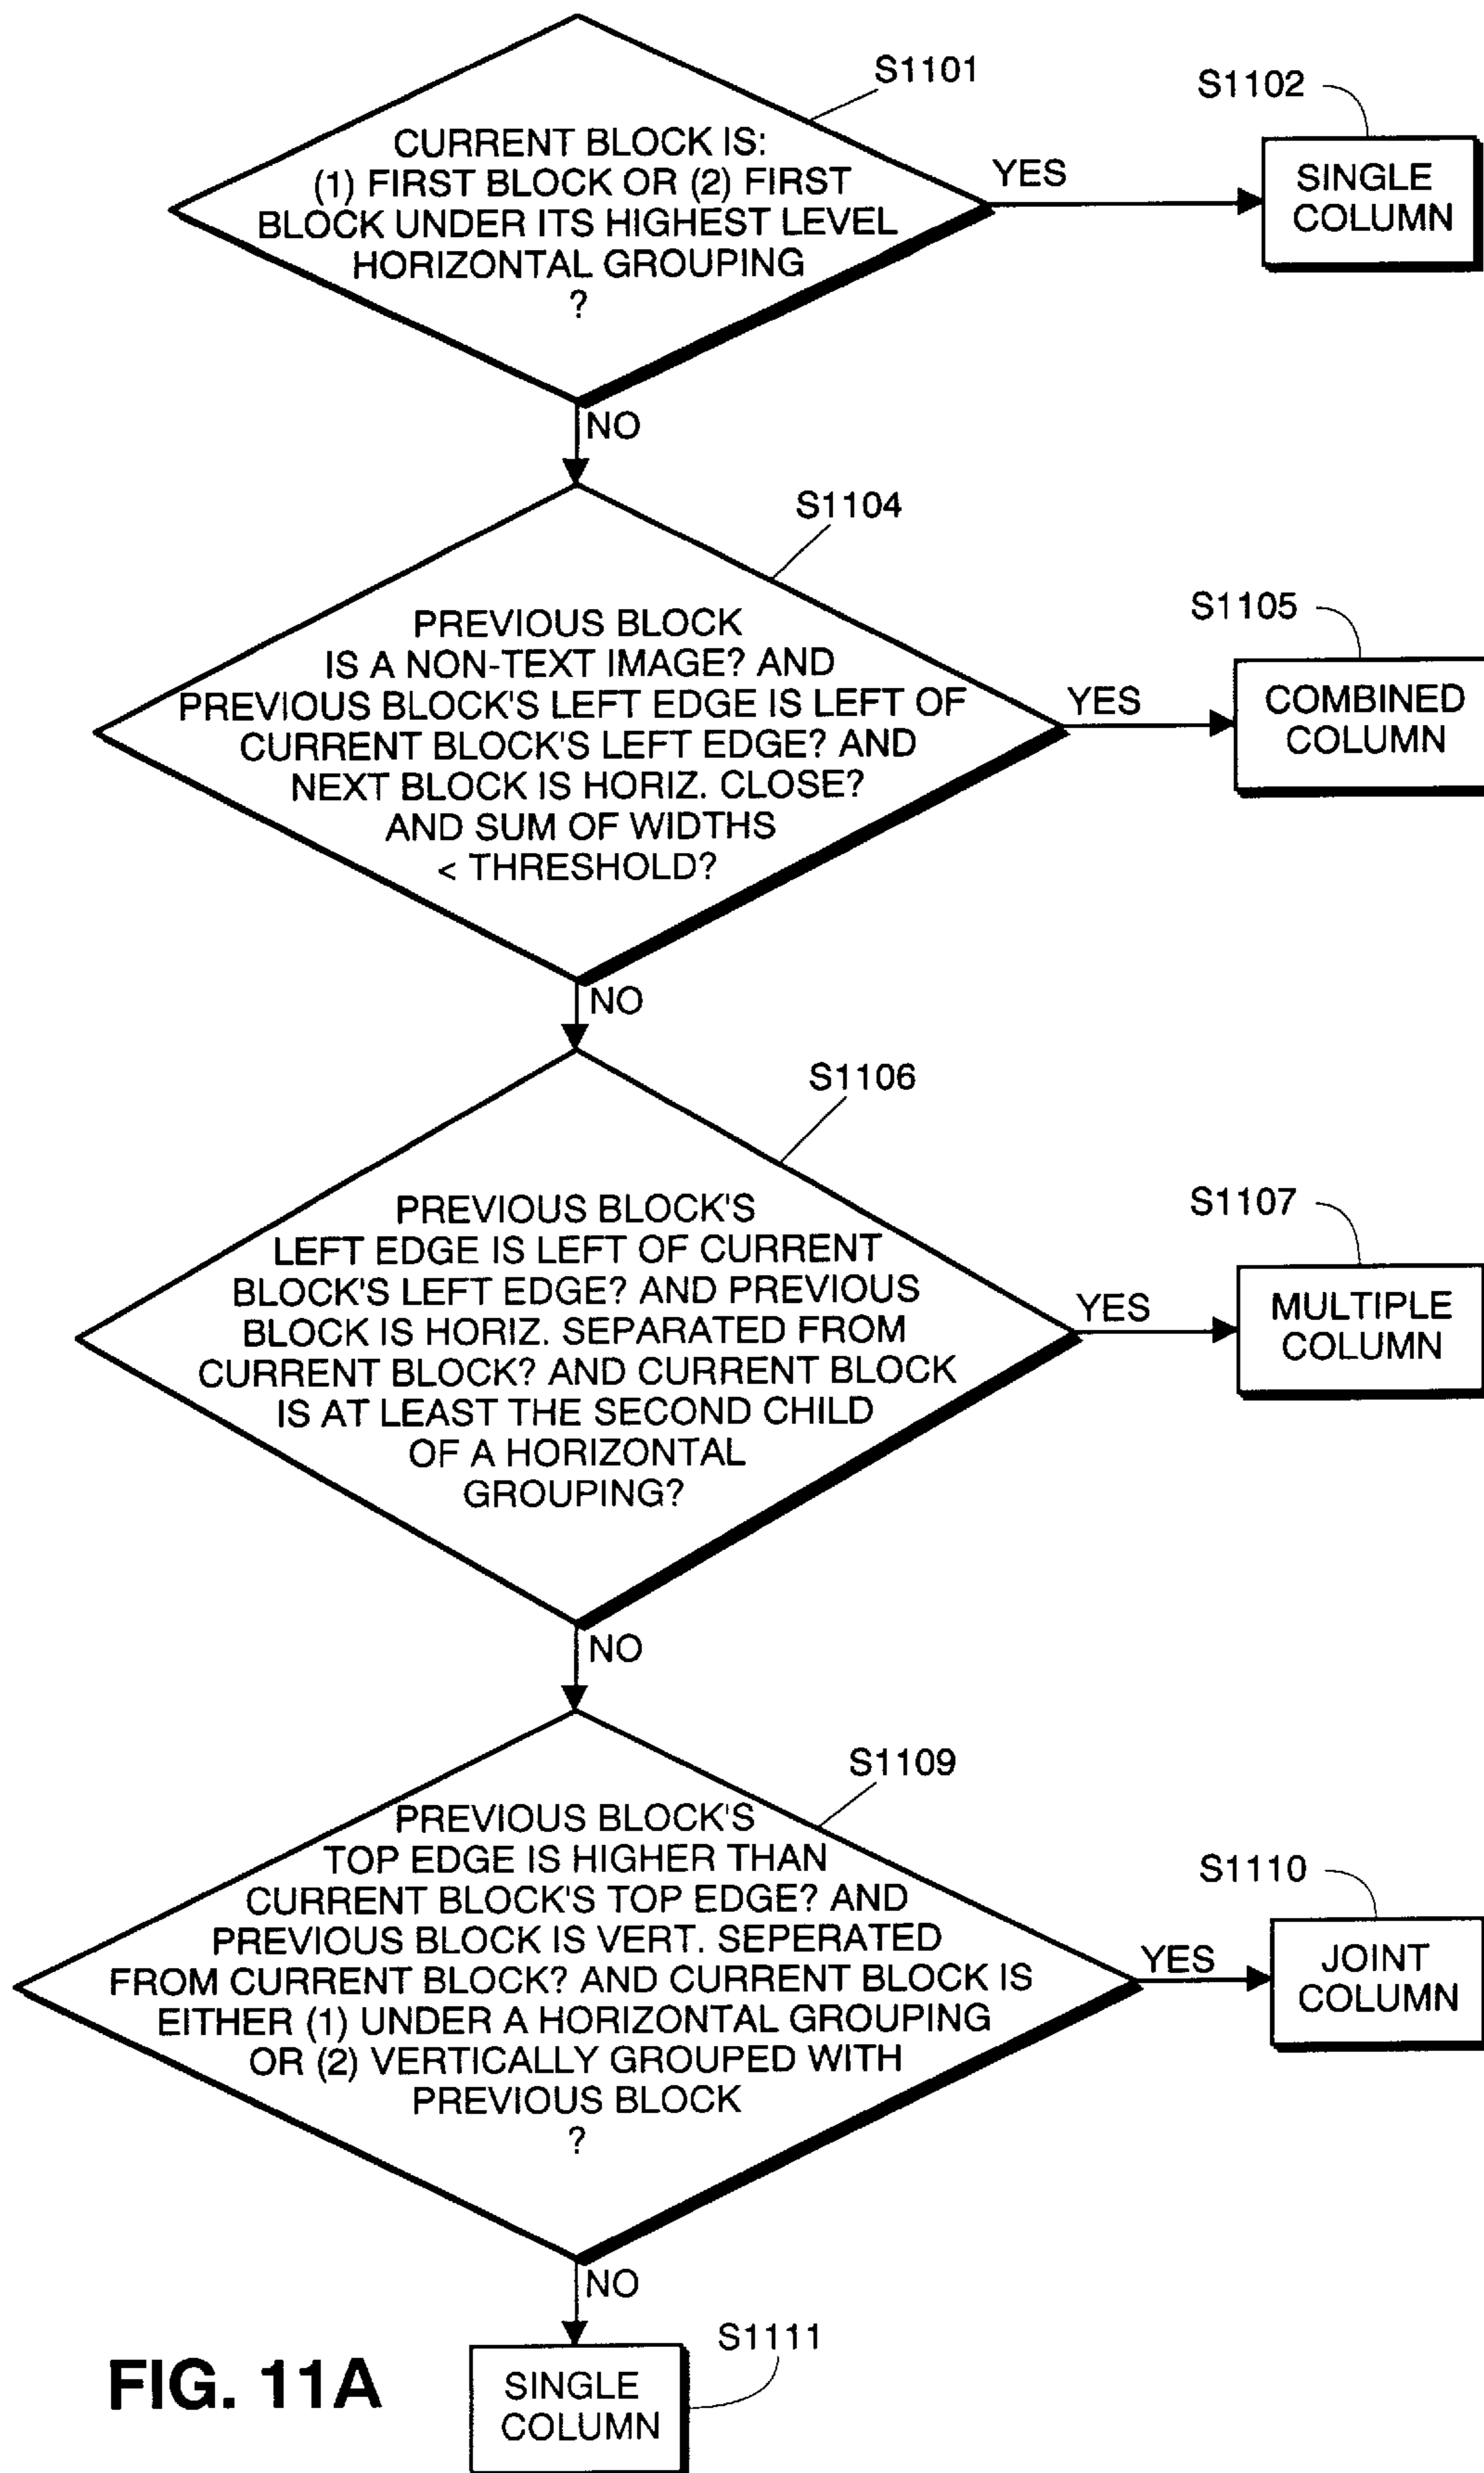 S1101
CURRENT BLOCK IS:
(1) FIRST BLOCK OR (2) FIRST
BLOCK UNDER ITS HIGHEST LEVEL
HORIZONTAL GROUPING
?
YES
S1102
SINGLE
COLUMN
NO
S1104
PREVIOUS BLOCK
IS A NON-TEXT IMAGE? AND
PREVIOUS BLOCK'S LEFT EDGE IS LEFT OF
CURRENT BLOCK'S LEFT EDGE? AND
NEXT BLOCK IS HORIZ. CLOSE?
AND SUM OF WIDTHS
< THRESHOLD?
YES
S1105
COMBINED
COLUMN
NO
S1106
PREVIOUS BLOCK'S
LEFT EDGE IS LEFT OF CURRENT
BLOCK'S LEFT EDGE? AND PREVIOUS
BLOCK IS HORIZ. SEPARATED FROM
CURRENT BLOCK? AND CURRENT BLOCK
IS AT LEAST THE SECOND CHILD
OF A HORIZONTAL
GROUPING?
YES
S1107
MULTIPLE
COLUMN
NO
S1109
PREVIOUS BLOCK'S
TOP EDGE IS HIGHER THAN
CURRENT BLOCK'S TOP EDGE? AND
PREVIOUS BLOCK IS VERT. SEPERATED
FROM CURRENT BLOCK? AND CURRENT BLOCK IS
EITHER (1) UNDER A HORIZONTAL GROUPING
OR (2) VERTICALLY GROUPED WITH
PREVIOUS BLOCK
?
YES
S1110
JOINT
COLUMN
NO
S1111
SINGLE
COLUMN
FIG. 11A